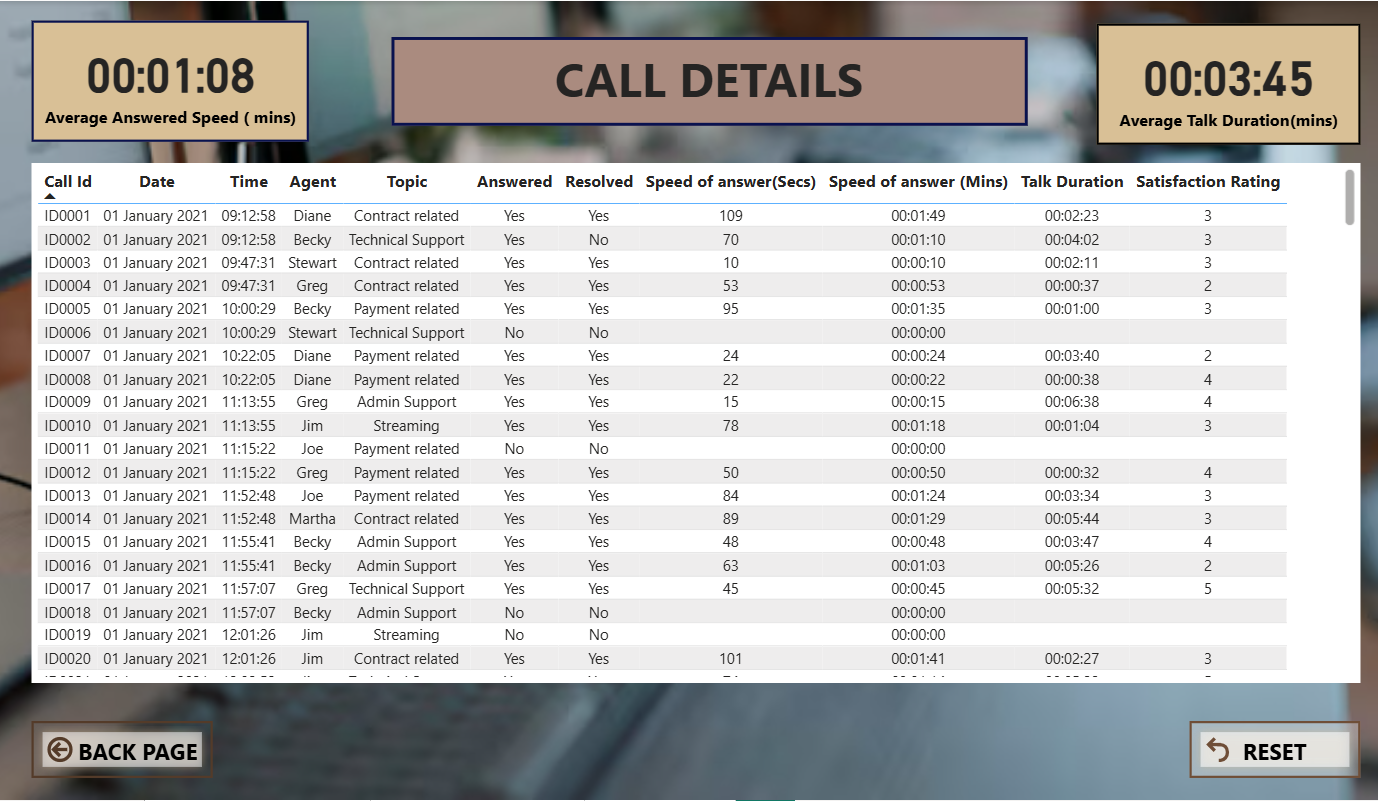 00:01:08
Average Answered Speed ( mins)
CALL DETAILS
00:03:45
Average Talk Duration(mins)
Call Id Date Time Agent Topic Answered Resolved Speed of answer(Secs) Speed of answer (Mins) Talk Duration Satisfaction Rating
ID0001 01 January 2021 09:12:58 Diane Contract related Yes Yes 109 00:01:49 00:02:23 3
ID0002 01 January 2021 09:12:58 Becky Technical Support Yes No 70 00:01:10 00:04:02 3
ID0003 01 January 2021 09:47:31 Stewart Contract related Yes Yes 10 00:00:10 00:02:11 3
ID0004 01 January 2021 09:47:31 Greg Contract related Yes Yes 53 00:00:53 00:00:37 2
ID0005 01 January 2021 10:00:29 Becky Payment related Yes Yes 95 00:01:35 00:01:00 3
ID0006 01 January 2021 10:00:29 Stewart Technical Support No No 00:00:00
ID0007 01 January 2021 10:22:05 Diane Payment related Yes Yes 24 00:00:24 00:03:40 2
ID0008 01 January 2021 10:22:05 Diane Payment related Yes Yes 22 00:00:22 00:00:38 4
ID0009 01 January 2021 11:13:55 Greg Admin Support Yes Yes 15 00:00:15 00:06:38 4
ID0010 01 January 2021 11:13:55 Jim Streaming Yes Yes 78 00:01:18 00:01:04 3
ID0011 01 January 2021 11:15:22 Joe Payment related No No 00:00:00
ID0012 01 January 2021 11:15:22 Greg Payment related Yes Yes 50 00:00:50 00:00:32 4
ID0013 01 January 2021 11:52:48 Joe Payment related Yes Yes 84 00:01:24 00:03:34 3
ID0014 01 January 2021 11:52:48 Martha Contract related Yes Yes 89 00:01:29 00:05:44 3
ID0015 01 January 2021 11:55:41 Becky Admin Support Yes Yes 48 00:00:48 00:03:47 4
ID0016 01 January 2021 11:55:41 Becky Admin Support Yes Yes 63 00:01:03 00:05:26 2
ID0017 01 January 2021 11:57:07 Greg Technical Support Yes Yes 45 00:00:45 00:05:32 5
ID0018 01 January 2021 11:57:07 Becky Admin Support No No 00:00:00
ID0019 01 January 2021 12:01:26 Jim Streaming No No 00:00:00
ID0020 01 January 2021 12:01:26 Jim Contract related Yes Yes 101 00:01:41 00:02:27 3
BACK PAGE
RESET